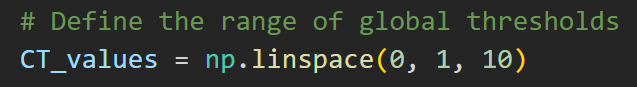 # Define the range of global thresholds
CT_values = np.linspace(0, 1, 10)